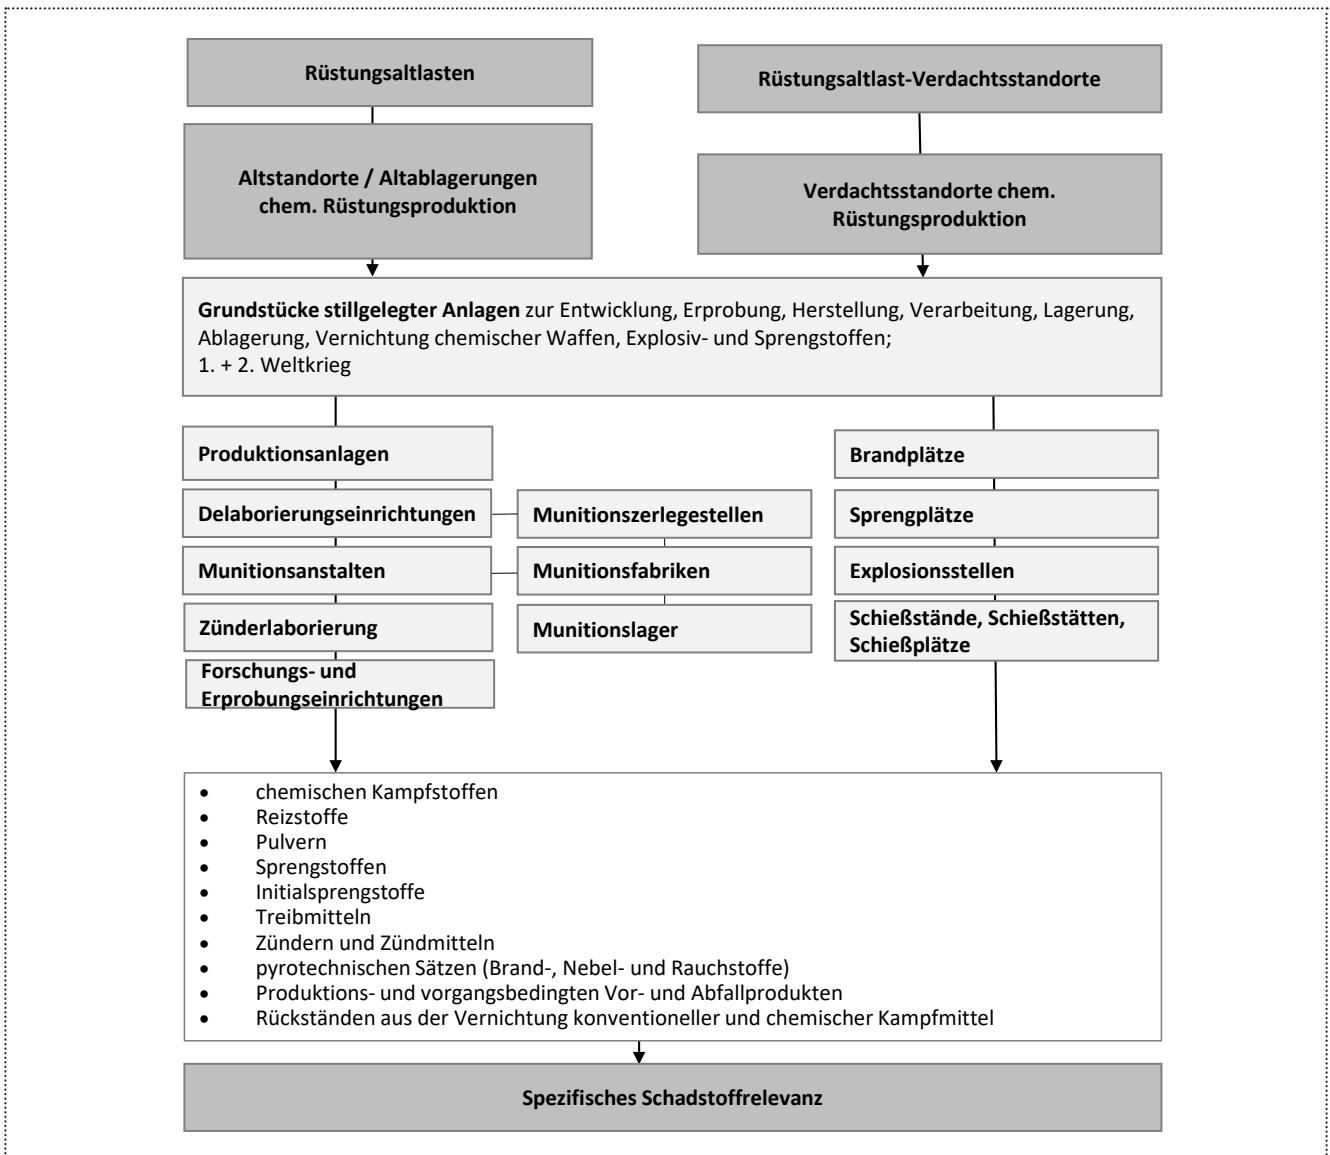 Rüstungsaltlasten
Rüstungsaltlast-Verdachtsstandorte
Altstandorte / Altablagerungen
chem. Rüstungsproduktion
Verdachtsstandorte chem.
Rüstungsproduktion
Grundstücke stillgelegter Anlagen zur Entwicklung, Erprobung, Herstellung, Verarbeitung, Lagerung,
Ablagerung, Vernichtung chemischer Waffen, Explosiv- und Sprengstoffen;
1. + 2. Weltkrieg
Produktionsanlagen
Brandplätze
Delaborierungseinrichtungen
Munitionszerlegestellen
Sprengplätze
Munitionsanstalten
Munitionsfabriken
Explosionsstellen
Zünderlaborierung
Munitionslager
Schießstände, Schießstätten,
Schießplätze
Forschungs- und
Erprobungseinrichtungen
• chemischen Kampfstoffen
• Reizstoffe
• Pulvern
• Sprengstoffen
• Initialsprengstoffe
• Treibmitteln
• Zündern und Zündmitteln
• pyrotechnischen Sätzen (Brand-, Nebel- und Rauchstoffe)
• Produktions- und vorgangsbedingten Vor- und Abfallprodukten
• Rückständen aus der Vernichtung konventioneller und chemischer Kampfmittel
Spezifisches Schadstoffrelevanz